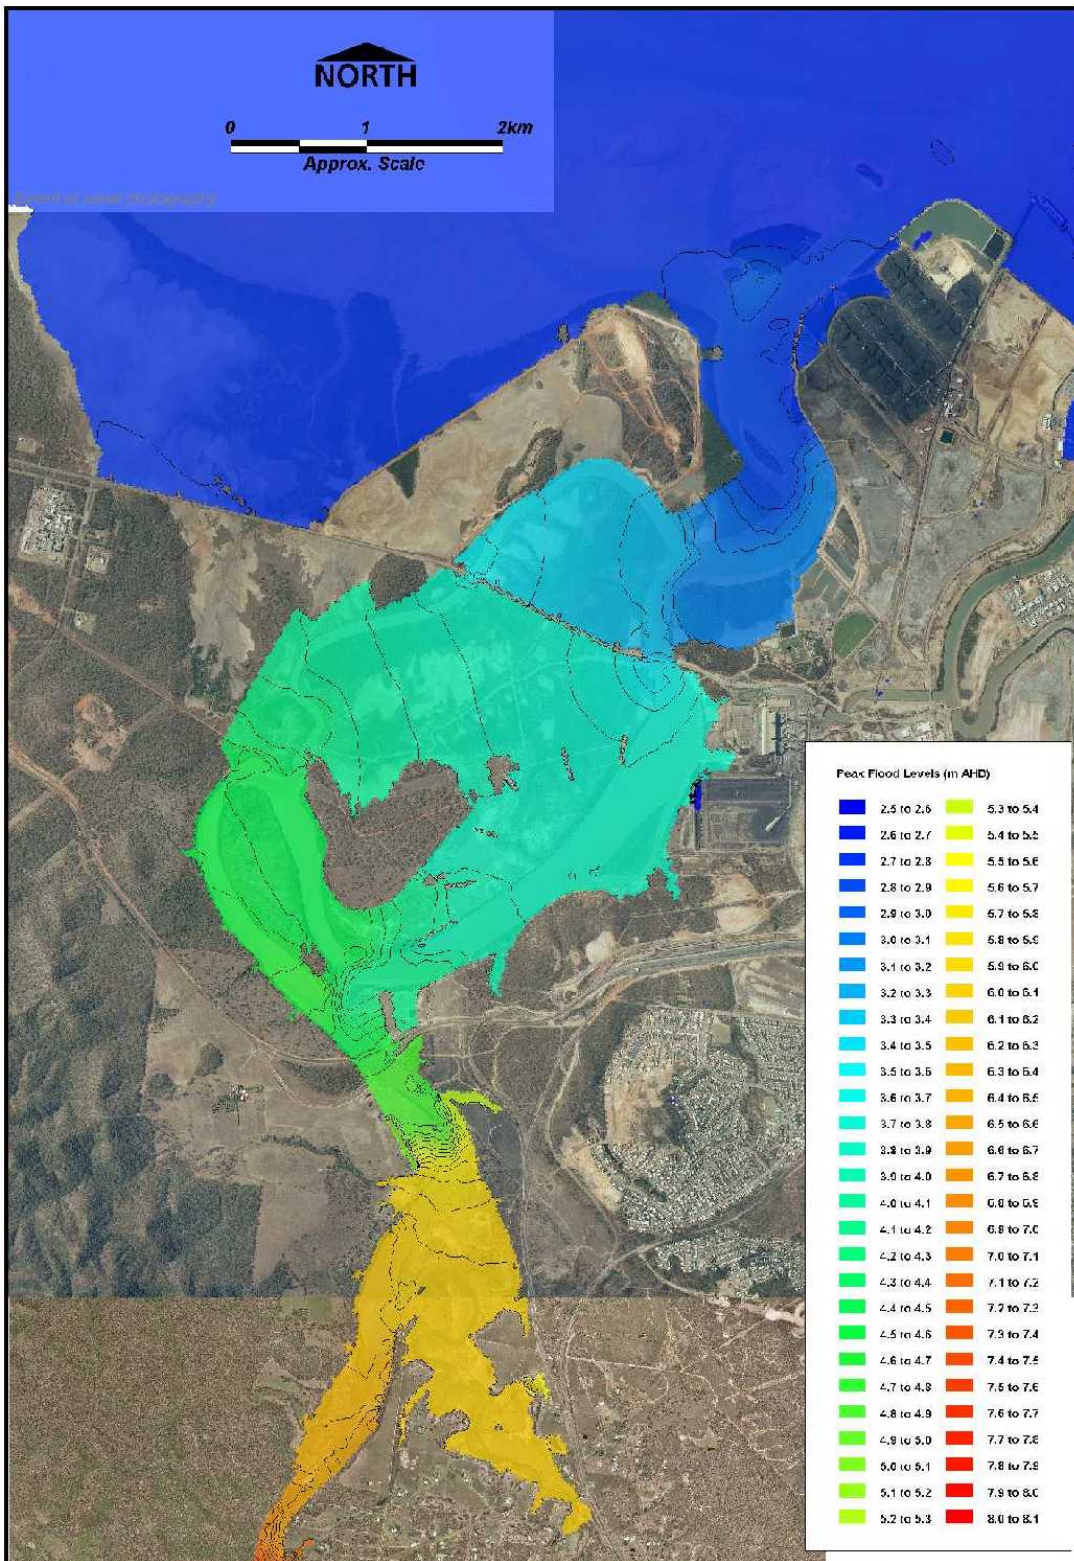 NORTH
0 1 2km
Approx. Scale
Extent of aerial photography
Peak Flood Levels (m AHD)
2.5 to 2.6 5.3 to 5.4
2.6 to 2.7 5.4 to 5.5
2.7 to 2.8 5.5 to 5.6
2.8 to 2.9 5.6 to 5.7
2.9 to 3.0 5.7 to 5.8
3.0 to 3.1 5.8 to 5.9
3.1 to 3.2 5.9 to 6.0
3.2 to 3.3 6.0 to 6.1
3.3 to 3.4 6.1 to 6.2
3.4 to 3.5 6.2 to 6.3
3.5 to 3.6 6.3 to 6.4
3.6 to 3.7 6.4 to 6.5
3.7 to 3.8 6.5 to 6.6
3.8 to 3.9 6.6 to 6.7
3.9 to 4.0 6.7 to 6.8
4.0 to 4.1 6.8 to 6.9
4.1 to 4.2 6.9 to 7.0
4.2 to 4.3 7.0 to 7.1
4.3 to 4.4 7.1 to 7.2
4.4 to 4.5 7.2 to 7.3
4.5 to 4.6 7.3 to 7.4
4.6 to 4.7 7.4 to 7.5
4.7 to 4.8 7.5 to 7.6
4.8 to 4.9 7.6 to 7.7
4.9 to 5.0 7.7 to 7.8
5.0 to 5.1 7.8 to 7.9
5.1 to 5.2 7.9 to 8.0
5.2 to 5.3 8.0 to 8.1